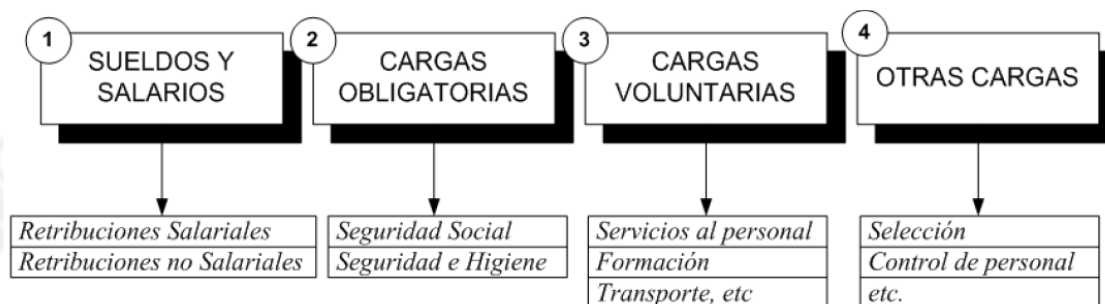 1
SUELDOS Y
SALARIOS
Retribuciones Salariales
Retribuciones no Salariales
2
CARGAS
OBLIGATORIAS
Seguridad Social
Seguridad e Higiene
3
CARGAS
VOLUNTARIAS
Servicios al personal
Formación
Transporte, etc
4
OTRAS CARGAS
Selección
Control de personal
etc.